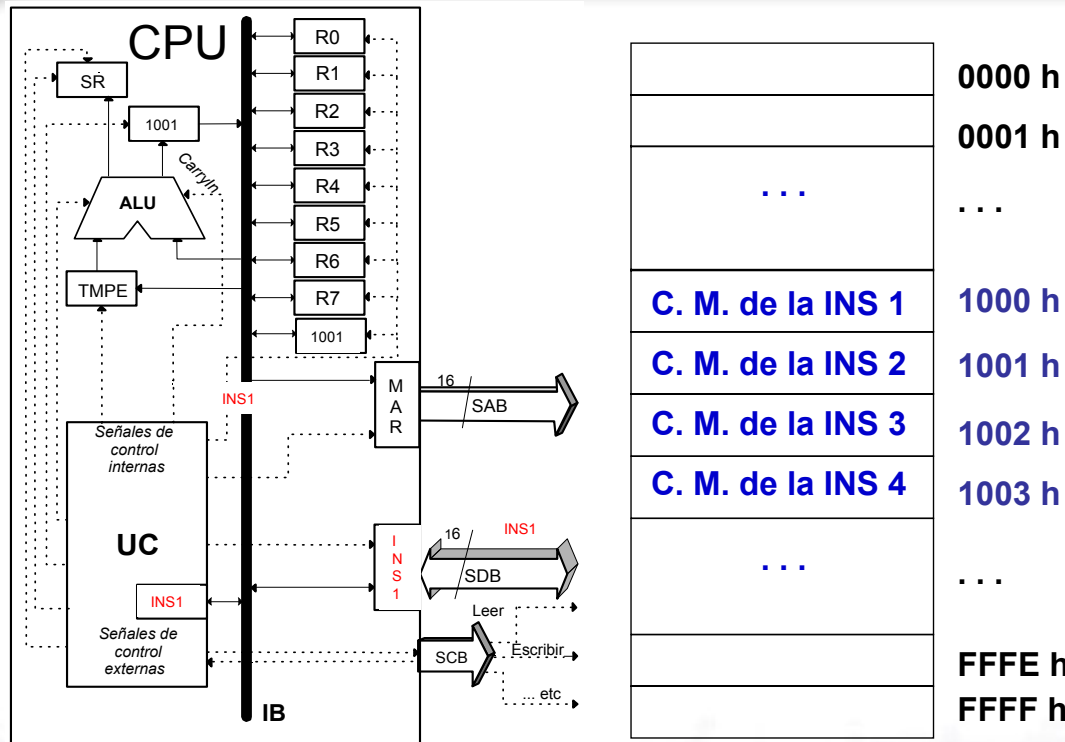 CPU
SR
1001
CarryIn
ALU
TMPE
R0
R1
R2
R3
R4
R5
R6
R7
1001
INS1
M
A
R
16
SAB
Señales de
control
internas
UC
INS1
Señales de
control
externas
IB
I
N
S
1
16
INS1
SDB
Leer
SCB
Escribir
... etc
0000 h
0001 h
. . .
. . .
C. M. de la INS 1
1000 h
C. M. de la INS 2
1001 h
C. M. de la INS 3
1002 h
C. M. de la INS 4
1003 h
. . .
. . .
FFFE h
FFFF h